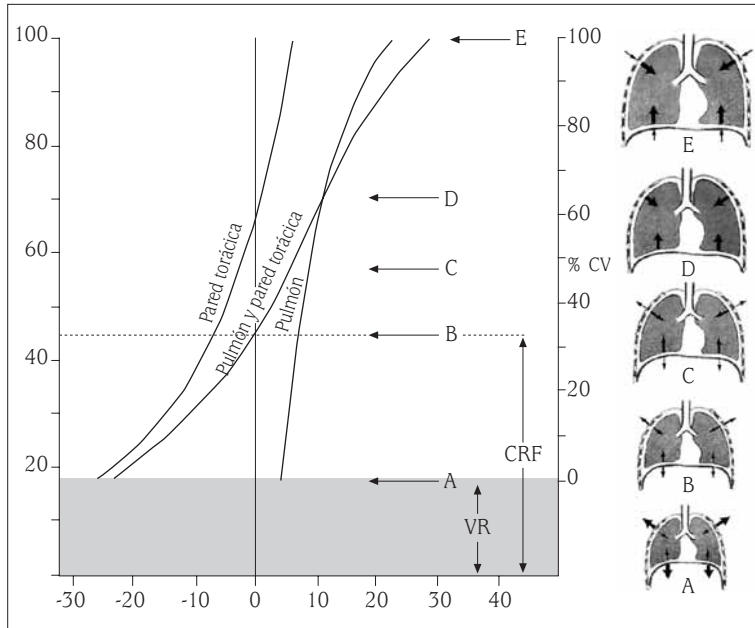 100
80
60
40
20
-30
-20
-10
0
10
20
30
40
Pared torácica
Pulmón y pared torácica
Pulmón
E
D
C
B
A
CRF
VR
100
80
60
% CV
40
20
0
E
D
C
B
A